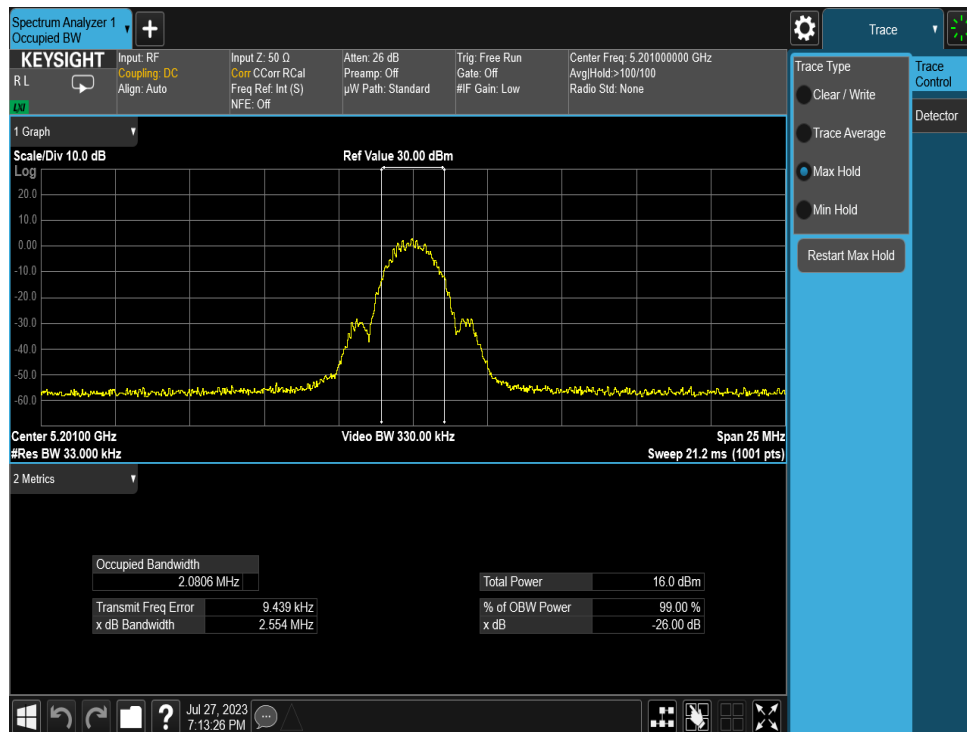 Spectrum Analyzer 1
Occupied BW
+
Trace
KEYSIGHT
R L
LXI
Input: RF
Coupling: DC
Align: Auto
Input Z: 50 Ω
Corr CCorr RCal
Freq Ref: Int (S)
NFE: Off
Atten: 26 dB
Preamp: Off
µW Path: Standard
Trig: Free Run
Gate: Off
#IF Gain: Low
Center Freq: 5.201000000 GHz
Avg|Hold:>100/100
Radio Std: None
Trace Type
Clear / Write
Trace Average
Max Hold
Min Hold
Restart Max Hold
Trace
Control
Detector
1 Graph
Scale/Div 10.0 dB
Ref Value 30.00 dBm
Log
20.0
10.0
0.00
-10.0
-20.0
-30.0
-40.0
-50.0
-60.0
Center 5.20100 GHz
Video BW 330.00 kHz
Span 25 MHz
#Res BW 33.000 kHz
Sweep 21.2 ms (1001 pts)
2 Metrics
Occupied Bandwidth
2.0806 MHz
Total Power 16.0 dBm
Transmit Freq Error 9.439 kHz
% of OBW Power 99.00 %
x dB Bandwidth 2.554 MHz
x dB -26.00 dB
?
Jul 27, 2023
7:13:26 PM